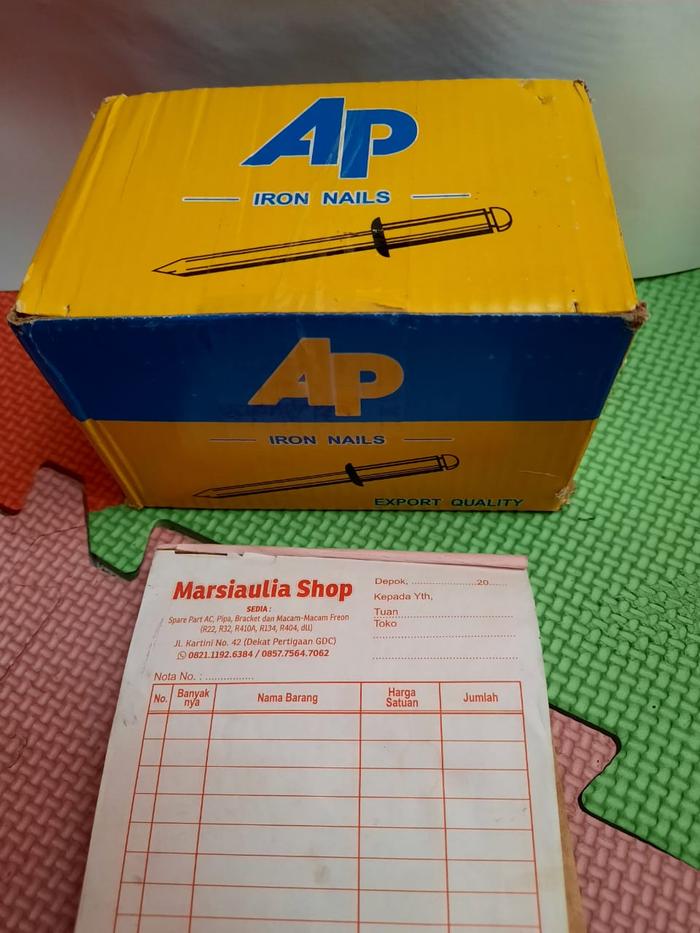 AP
IRON NAILS
AP
IRON NAILS
EXPORT QUALITY
Marsiaulia Shop
SEDIA :
Spare Part AC, Pipa, Bracket dan Macam-Macam Freon
(R22, R32, R410A, R134, R404, dll)
Jl. Kartini No. 42 (Dekat Pertigaan GDC)
0821.1192.6384 / 0857.7564.7062
Depok, ........................20......
Kepada Yth,
Tuan
Toko
Nota No. : ................
No. Banyak nya Nama Barang Harga Satuan Jumlah